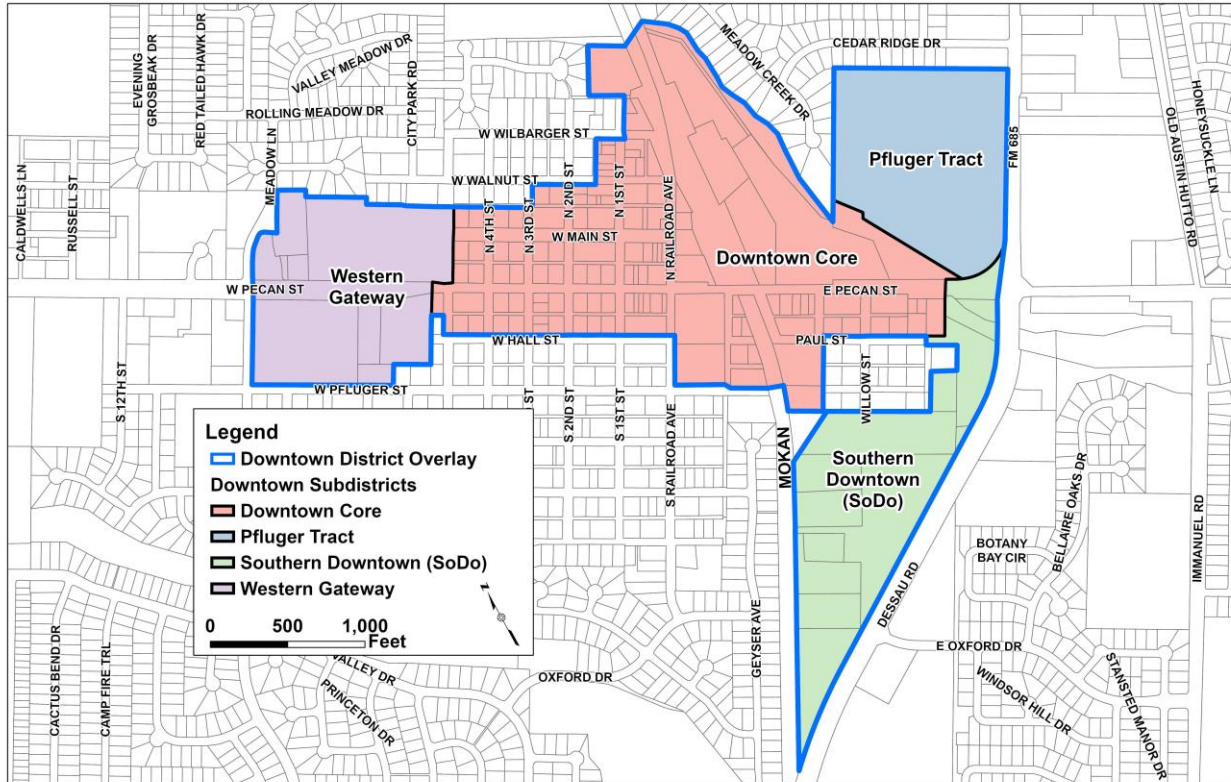 CEDAR RIDGE DR
MEADOW CREEK DR
EVENING
GROSBEAK DR
RED TAILED HAWK DR
VALLEY MEADOW DR
CITY PARK RD
ROLLING MEADOW DR
MEADOW LN
W WILBARGER ST
W WALNUT ST
N 2ND ST
N 1ST ST
N 4TH ST
N 3RD ST
W MAIN ST
N RAILROAD AVE
FM 685
OLD AUSTIN HUTTO RD
HONEYSUCKLE LN
CALDWELLS LN
RUSSELL ST
Pfluger Tract
Downtown Core
Western
Gateway
W PECAN ST
E PECAN ST
W HALL ST
PAUL ST
WILLOW ST
W PFLUGER ST
S 12TH ST
ST
S 2ND ST
S 1ST ST
S RAILROAD AVE
MOKAN
Southern
Downtown
(SoDo)
Legend
Downtown District Overlay
Downtown Subdistricts
Downtown Core
Pfluger Tract
Southern Downtown (SoDo)
Western Gateway
0 500 1,000
Feet
N
BELLAIRE OAKS DR
BOTANY
BAY CIR
IMMANUEL RD
DESSAU RD
GEYSER AVE
E OXFORD DR
WINDSOR HILL DR
STANSTED MANOR DR
OXFORD DR
VALLEY DR
PRINCETON DR
CACTUS BEND DR
CAMP FIRE TRL